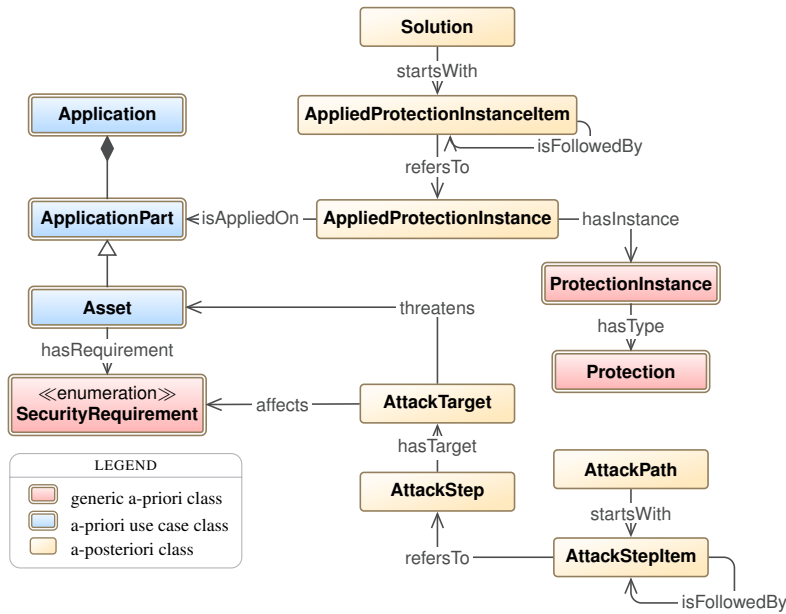 Solution
startsWith
Application
AppliedProtectionInstanceItem
isFollowedBy
refersTo
ApplicationPart
isAppliedOn
AppliedProtectionInstance
hasInstance
ProtectionInstance
Asset
threatens
hasType
hasRequirement
Protection
≪enumeration≫
SecurityRequirement
affects
AttackTarget
hasTarget
LEGEND
generic a-priori class
a-priori use case class
a-posteriori class
AttackStep
AttackPath
startsWith
refersTo
AttackStepItem
isFollowedBy